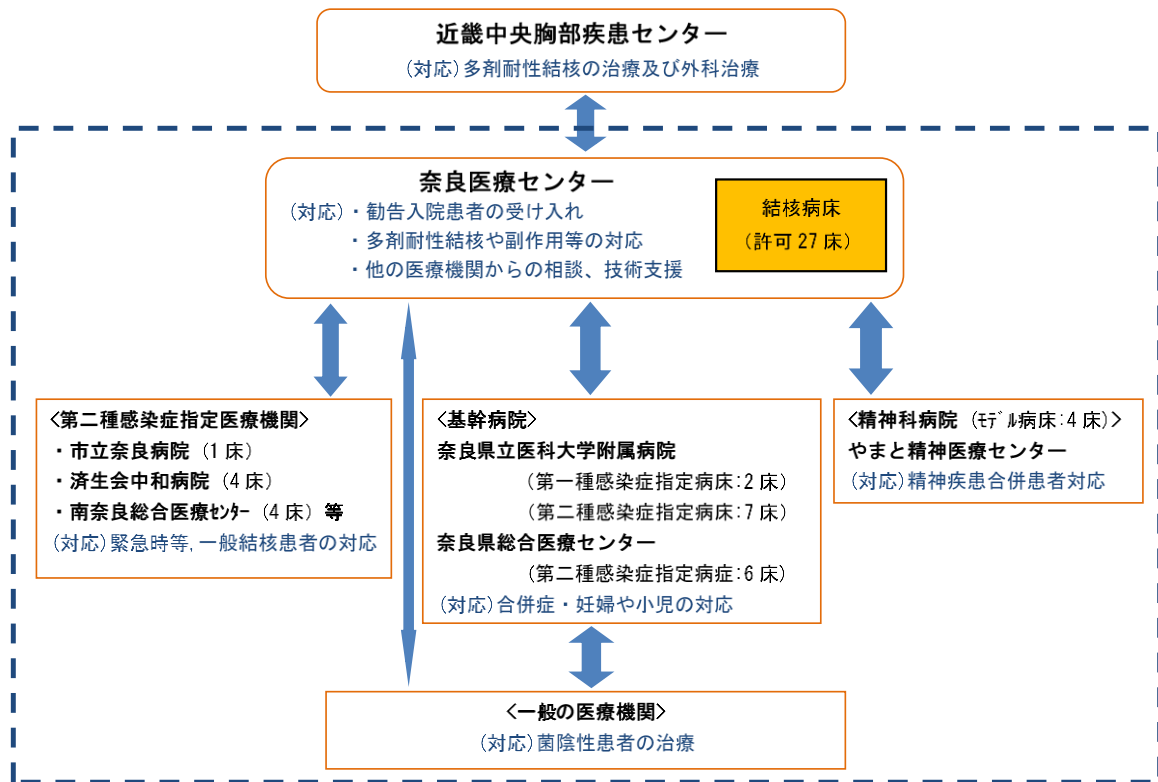 近畿中央胸部疾患センター
(対応)多剤耐性結核の治療及び外科治療
奈良医療センター
(対応)・勧告入院患者の受け入れ
・多剤耐性結核や副作用等の対応
・他の医療機関からの相談、技術支援
結核病床
(許可27床)
<第二種感染症指定医療機関>
・市立奈良病院(1床)
・済生会中和病院(4床)
・南奈良総合医療ｾﾝﾀｰ(4床)等
(対応)緊急時等,一般結核患者の対応
<基幹病院>
奈良県立医科大学附属病院
(第一種感染症指定病床:2床)
(第二種感染症指定病床:7床)
奈良県総合医療センター
(第二種感染症指定病症:6床)
(対応)合併症・妊婦や小児の対応
<精神科病院(ﾓﾃﾞﾙ病床:4床)>
やまと精神医療センター
(対応)精神疾患合併患者対応
<一般の医療機関>
(対応)菌陰性患者の治療